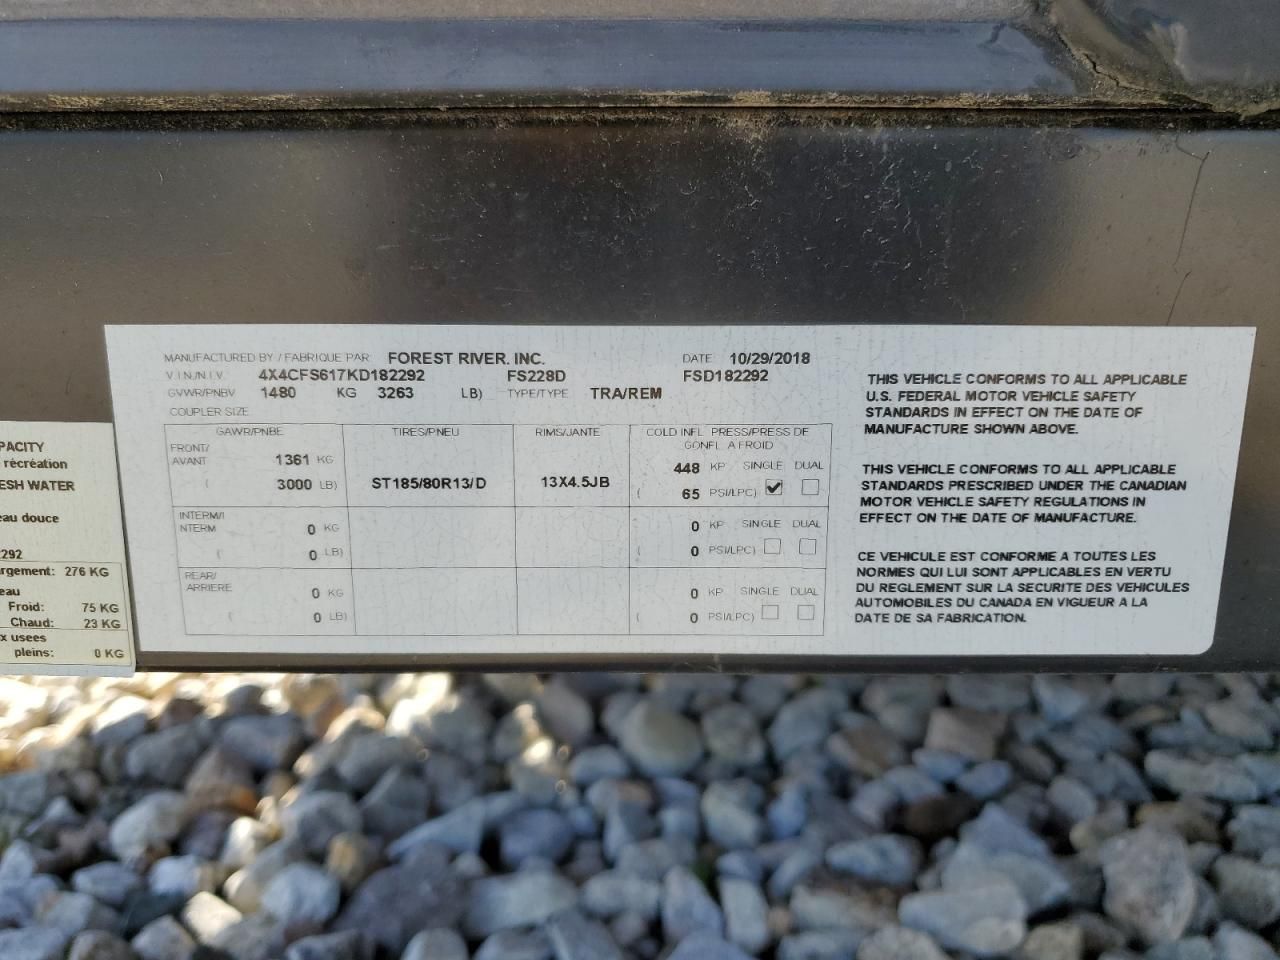 MANUFACTURED BY / FABRIQUE PAR FOREST RIVER, INC. DATE 10/29/2018
V.I.N./N.I.V. 4X4CFS617KD182292 FS228D FSD182292
GVWR/PNBV 1480 KG 3263 LB) TYPE/TYPE TRA/REM
COUPLER SIZE
GAWR/PNBE TIRES/PNEU RIMS/JANTE COLD INFL. PRESS/PRESS DE
GONFL A FROID
FRONT/
AVANT 1361 KG 448 KP SINGLE DUAL
( 3000 LB) ST185/80R13/D 13X4.5JB ( 65 PSI/LPC)
INTERM/I
NTERM 0 KG 0 KP SINGLE DUAL
( 0 LB) ( 0 PSI/LPC)
REAR/
ARRIERE 0 KG 0 KP SINGLE DUAL
( 0 LB) ( 0 PSI/LPC)
THIS VEHICLE CONFORMS TO ALL APPLICABLE
U.S. FEDERAL MOTOR VEHICLE SAFETY
STANDARDS IN EFFECT ON THE DATE OF
MANUFACTURE SHOWN ABOVE.
THIS VEHICLE CONFORMS TO ALL APPLICABLE
STANDARDS PRESCRIBED UNDER THE CANADIAN
MOTOR VEHICLE SAFETY REGULATIONS IN
EFFECT ON THE DATE OF MANUFACTURE.
CE VEHICULE EST CONFORME A TOUTES LES
NORMES QUI LUI SONT APPLICABLES EN VERTU
DU REGLEMENT SUR LA SECURITE DES VEHICULES
AUTOMOBILES DU CANADA EN VIGUEUR A LA
DATE DE SA FABRICATION.
PACITY
récréation
ESH WATER
eau douce
2292
argement: 276 KG
eau
Froid: 75 KG
Chaud: 23 KG
x usees
pleins: 0 KG